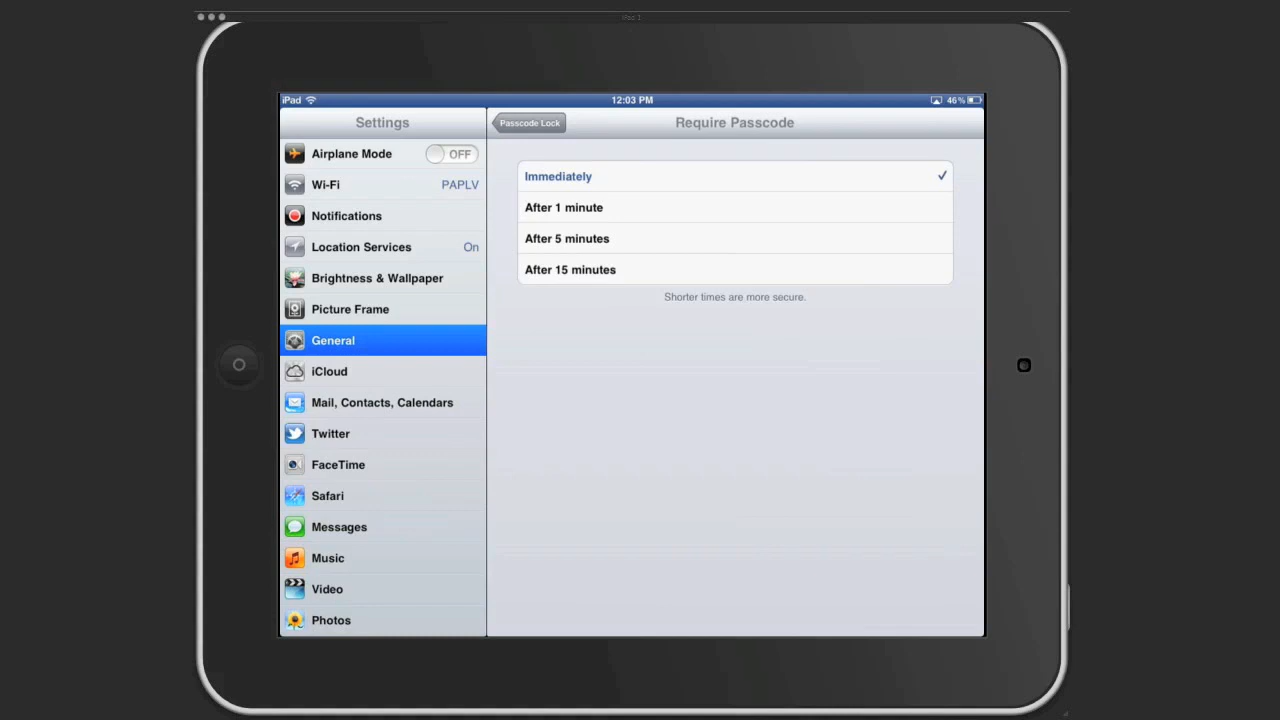 iPad 1
iPad 12:03 PM 46%
Settings
Passcode Lock Require Passcode
Airplane Mode OFF
Wi-Fi PAPLV
Notifications
Location Services On
Brightness & Wallpaper
Picture Frame
General
iCloud
Mail, Contacts, Calendars
Twitter
FaceTime
Safari
Messages
Music
Video
Photos
Immediately
After 1 minute
After 5 minutes
After 15 minutes
Shorter times are more secure.